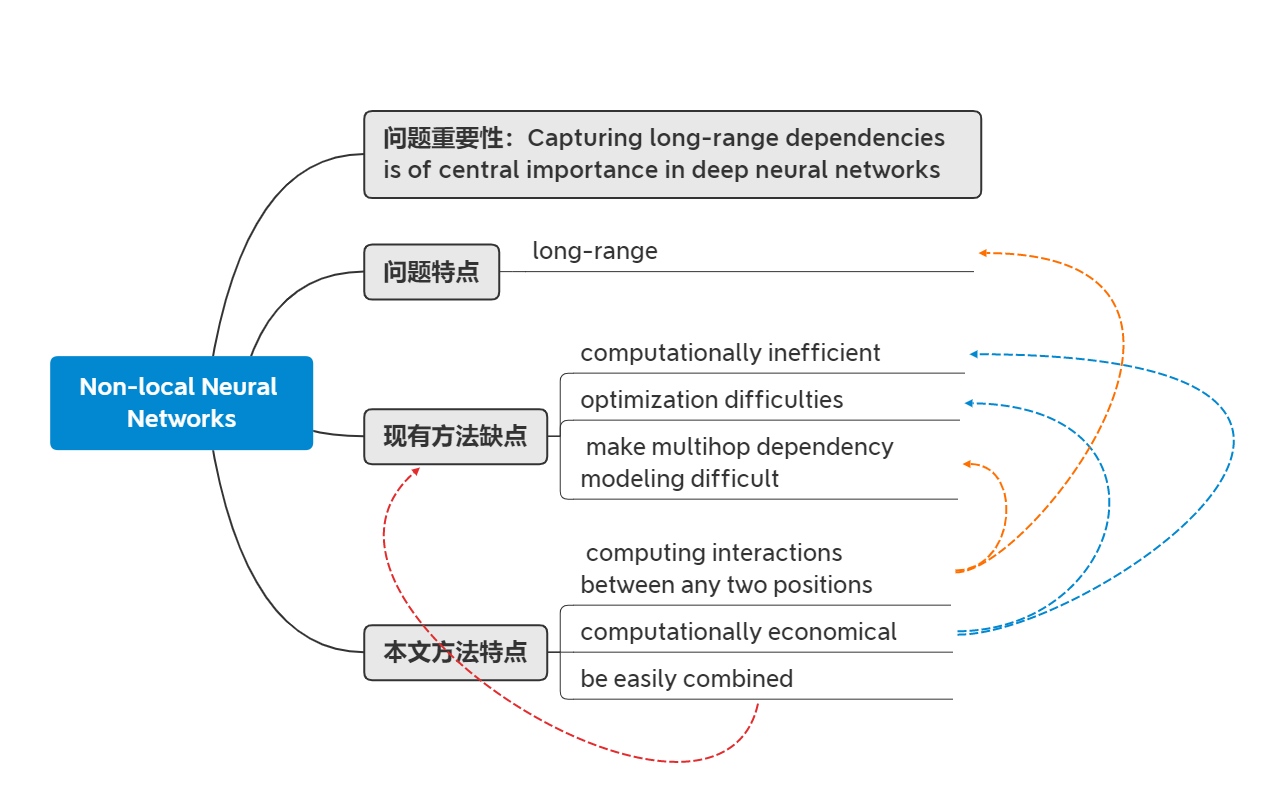 问题重要性：Capturing long-range dependencies
is of central importance in deep neural networks
问题特点
long-range
Non-local Neural
Networks
现有方法缺点
computationally inefficient
optimization difficulties
make multihop dependency
modeling difficult
本文方法特点
computing interactions
between any two positions
computationally economical
be easily combined